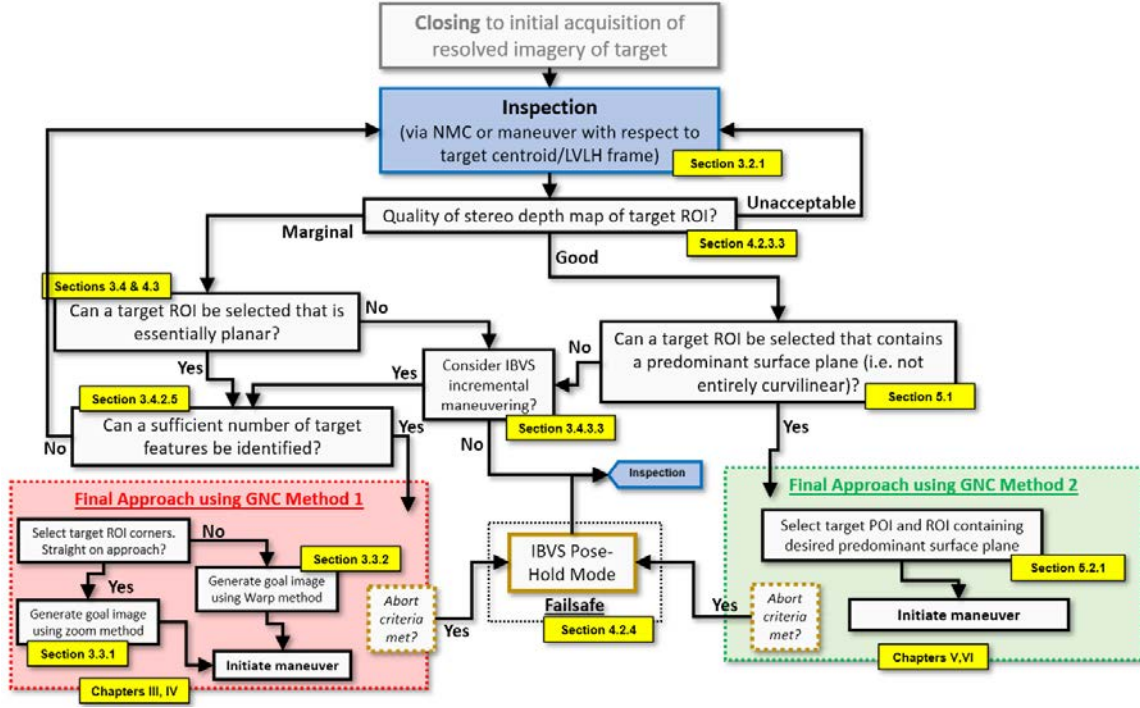 Closing to initial acquisition of
resolved imagery of target
Inspection
(via NMC or maneuver with respect to
target centroid/LVLH frame)
Section 3.2.1
Quality of stereo depth map of target ROI?
Unacceptable
Section 4.2.3.3
Marginal
Good
Sections 3.4 & 4.3
Can a target ROI be selected that is
essentially planar?
No
Yes
Consider IBVS
incremental
maneuvering?
Section 3.4.3.3
Yes
No
Can a target ROI be selected that contains
a predominant surface plane (i.e. not
entirely curvilinear)?
Section 5.1
No
Yes
Section 3.4.2.5
Can a sufficient number of target
features be identified?
No
Yes
Inspection
Final Approach using GNC Method 1
Select target ROI corners.
Straight on approach?
No
Yes
Section 3.3.2
Generate goal image
using Warp method
Generate goal image
using zoom method
Section 3.3.1
Initiate maneuver
Chapters III, IV
Abort
criteria
met?
Yes
IBVS Pose-
Hold Mode
Failsafe
Section 4.2.4
Yes
Abort
criteria
met?
Final Approach using GNC Method 2
Select target POI and ROI containing
desired predominant surface plane
Section 5.2.1
Initiate maneuver
Chapters V,VI